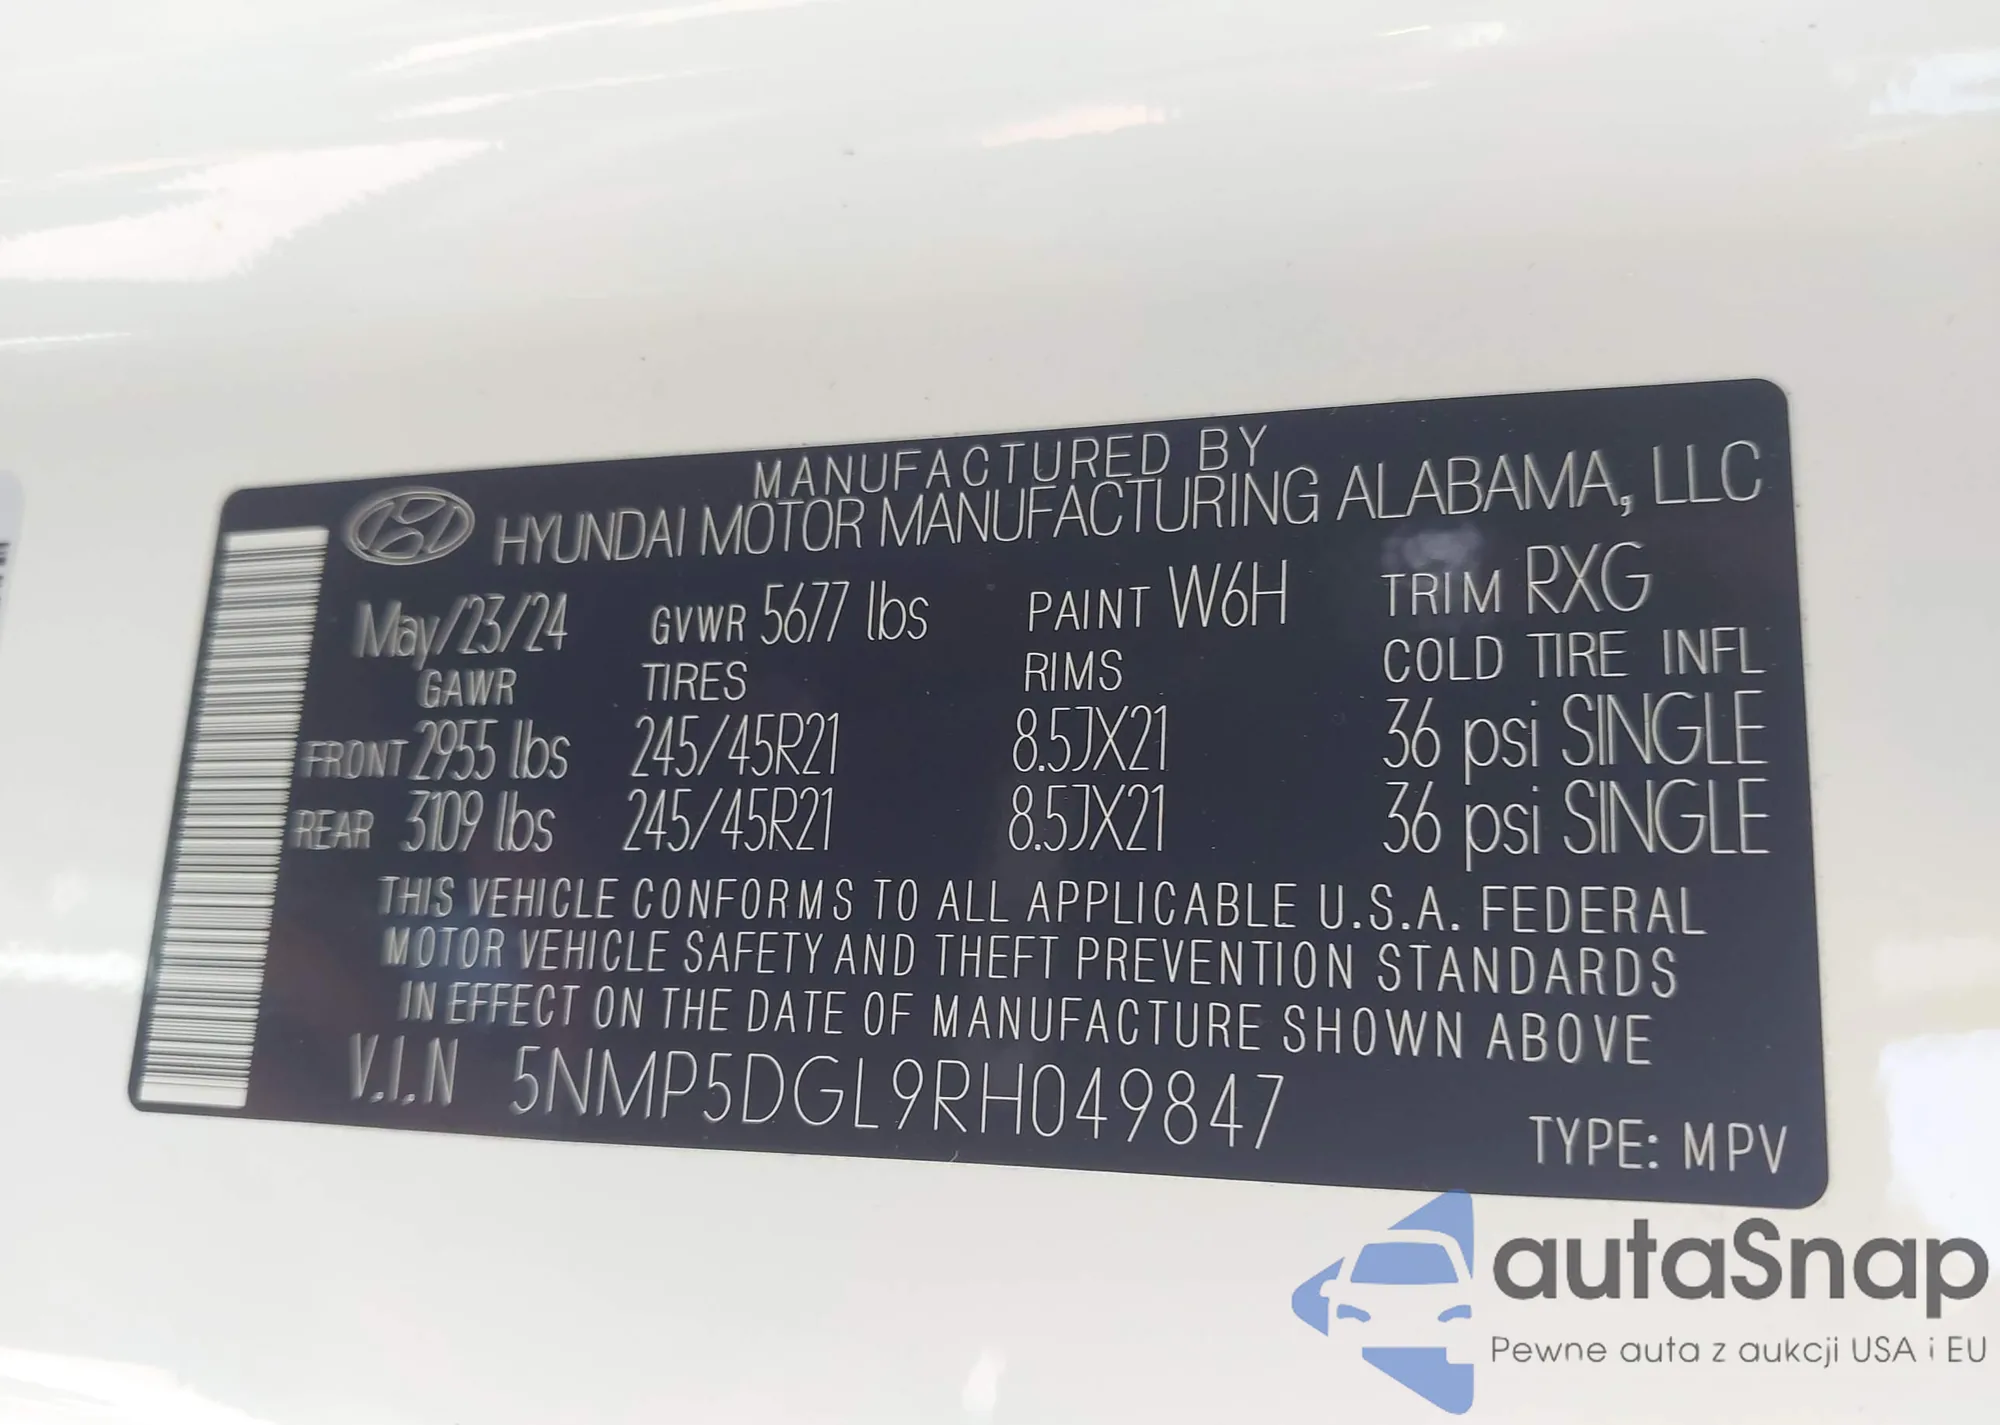 MANUFACTURED BY
HYUNDAI MOTOR MANUFACTURING ALABAMA, LLC
May/23/24 GVWR 5677 lbs PAINT W6H TRIM RXG
GAWR TIRES RIMS COLD TIRE INFL
FRONT 2955 lbs 245/45R21 8.5JX21 36 psi SINGLE
REAR 3109 lbs 245/45R21 8.5JX21 36 psi SINGLE
THIS VEHICLE CONFORMS TO ALL APPLICABLE U.S.A. FEDERAL
MOTOR VEHICLE SAFETY AND THEFT PREVENTION STANDARDS
IN EFFECT ON THE DATE OF MANUFACTURE SHOWN ABOVE
V.I.N 5NMP5DGL9RH049847
TYPE: MPV
autaSnap
Pewne auta z aukcji USA i EU